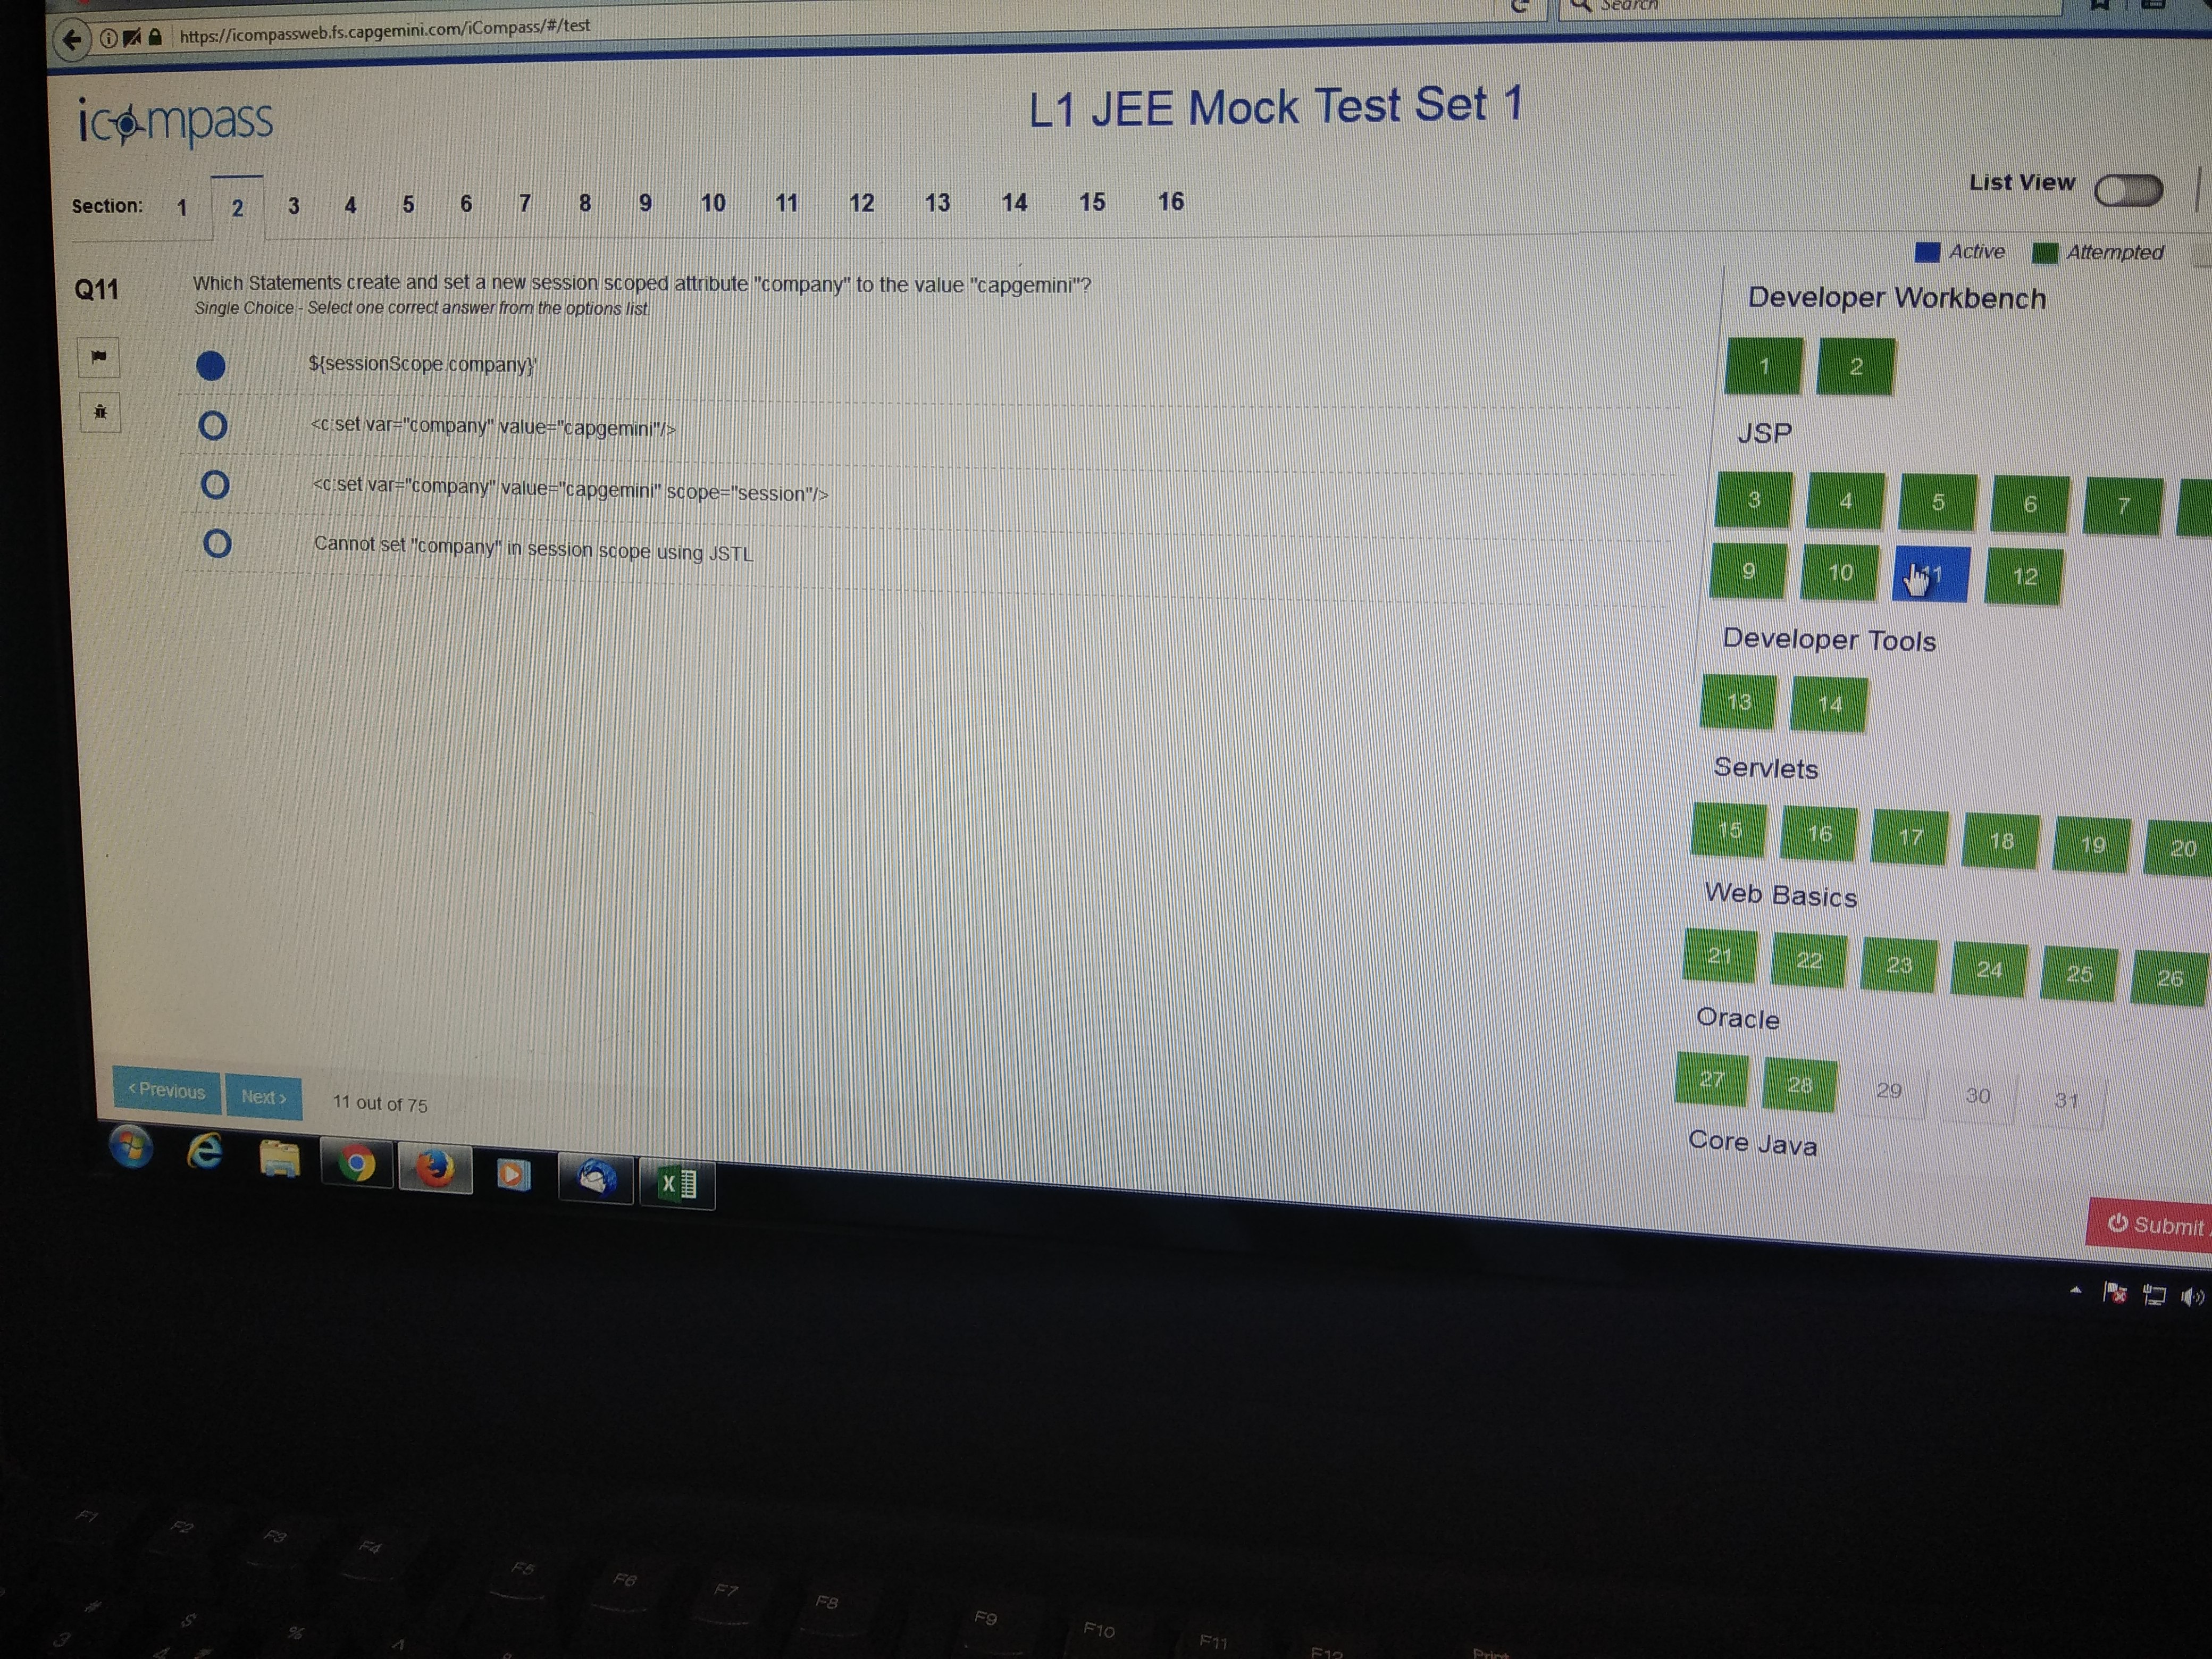 https://icompassweb.fs.capgemini.com/iCompass/#/test
Search
icompass
L1 JEE Mock Test Set 1
Section: 1 2 3 4 5 6 7 8 9 10 11 12 13 14 15 16
List View
Active Attempted
Q11
Which Statements create and set a new session scoped attribute "company" to the value "capgemini"?
Single Choice - Select one correct answer from the options list.
${sessionScope.company}'
<c:set var="company" value="capgemini"/>
<c:set var="company" value="capgemini" scope="session"/>
Cannot set "company" in session scope using JSTL
Developer Workbench
1 2
JSP
3 4 5 6 7
9 10 11 12
Developer Tools
13 14
Servlets
15 16 17 18 19 20
Web Basics
21 22 23 24 25 26
Oracle
27 28 29 30 31
Core Java
< Previous
Next >
11 out of 75
Submit
F1 F2 F3 F4 F5 F6 F7 F8 F9 F10 F11 F12
# 3 $ 4 %